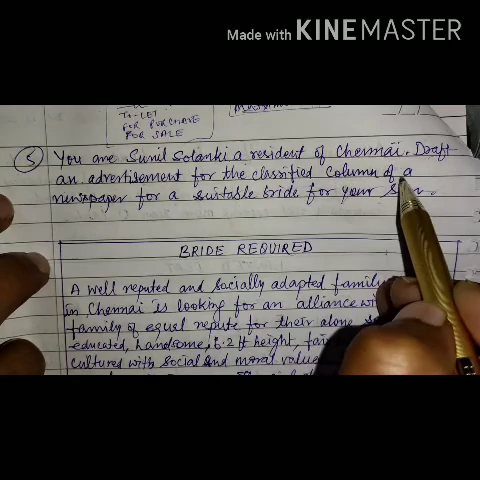 Made with KINEMASTER
TO-LET
FOR PURCHASE
FOR SALE
5 You are Sunil Solanki a resident of Chennai. Draft
an advertisement for the classified column of a
newspaper for a suitable bride for your
BRIDE REQUIRED
A well reputed and socially adapted family
in Chennai is looking for an alliance
family of equal repute for their alone
educated, handsome, 6.2 ft height,
cultured with social and moral